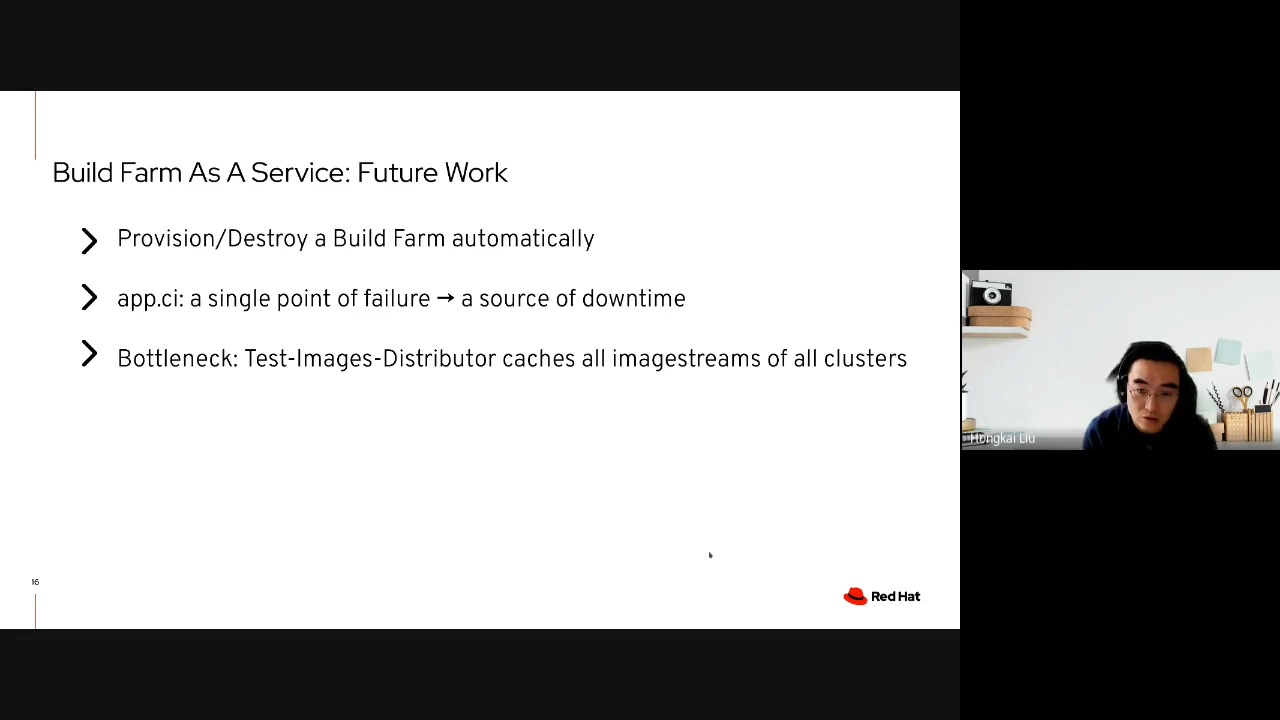 Build Farm As A Service: Future Work
Provision/Destroy a Build Farm automatically
app.ci: a single point of failure → a source of downtime
Bottleneck: Test-Images-Distributor caches all imagestreams of all clusters
16
Red Hat
Hongkai Liu